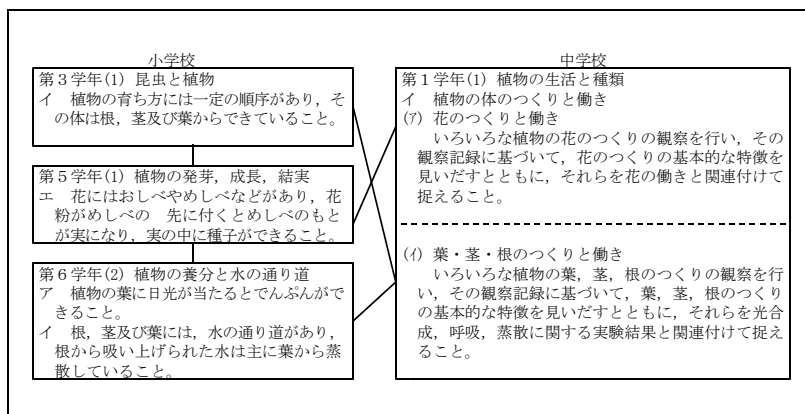 小学校
第３学年(1) 昆虫と植物
イ　植物の育ち方には一定の順序があり，そ
の体は根，茎及び葉からできていること。
第５学年(1) 植物の発芽，成長，結実
エ　花にはおしべやめしべなどがあり，花
粉がめしべの　先に付くとめしべのもと
が実になり，実の中に種子ができること。
第６学年(2) 植物の養分と水の通り道
ア　植物の葉に日光が当たるとでんぷんがで
きること。
イ　根，茎及び葉には，水の通り道があり，
根から吸い上げられた水は主に葉から蒸
散していること。
中学校
第１学年(1) 植物の生活と種類
イ　植物の体のつくりと働き
(ｱ) 花のつくりと働き
いろいろな植物の花のつくりの観察を行い，その
観察記録に基づいて，花のつくりの基本的な特徴を
見いだすとともに，それらを花の働きと関連付けて
捉えること。
(ｲ) 葉・茎・根のつくりと働き
いろいろな植物の葉，茎，根のつくりの観察を行
い，その観察記録に基づいて，葉，茎，根のつくり
の基本的な特徴を見いだすとともに，それらを光合
成，呼吸，蒸散に関する実験結果と関連付けて捉え
ること。